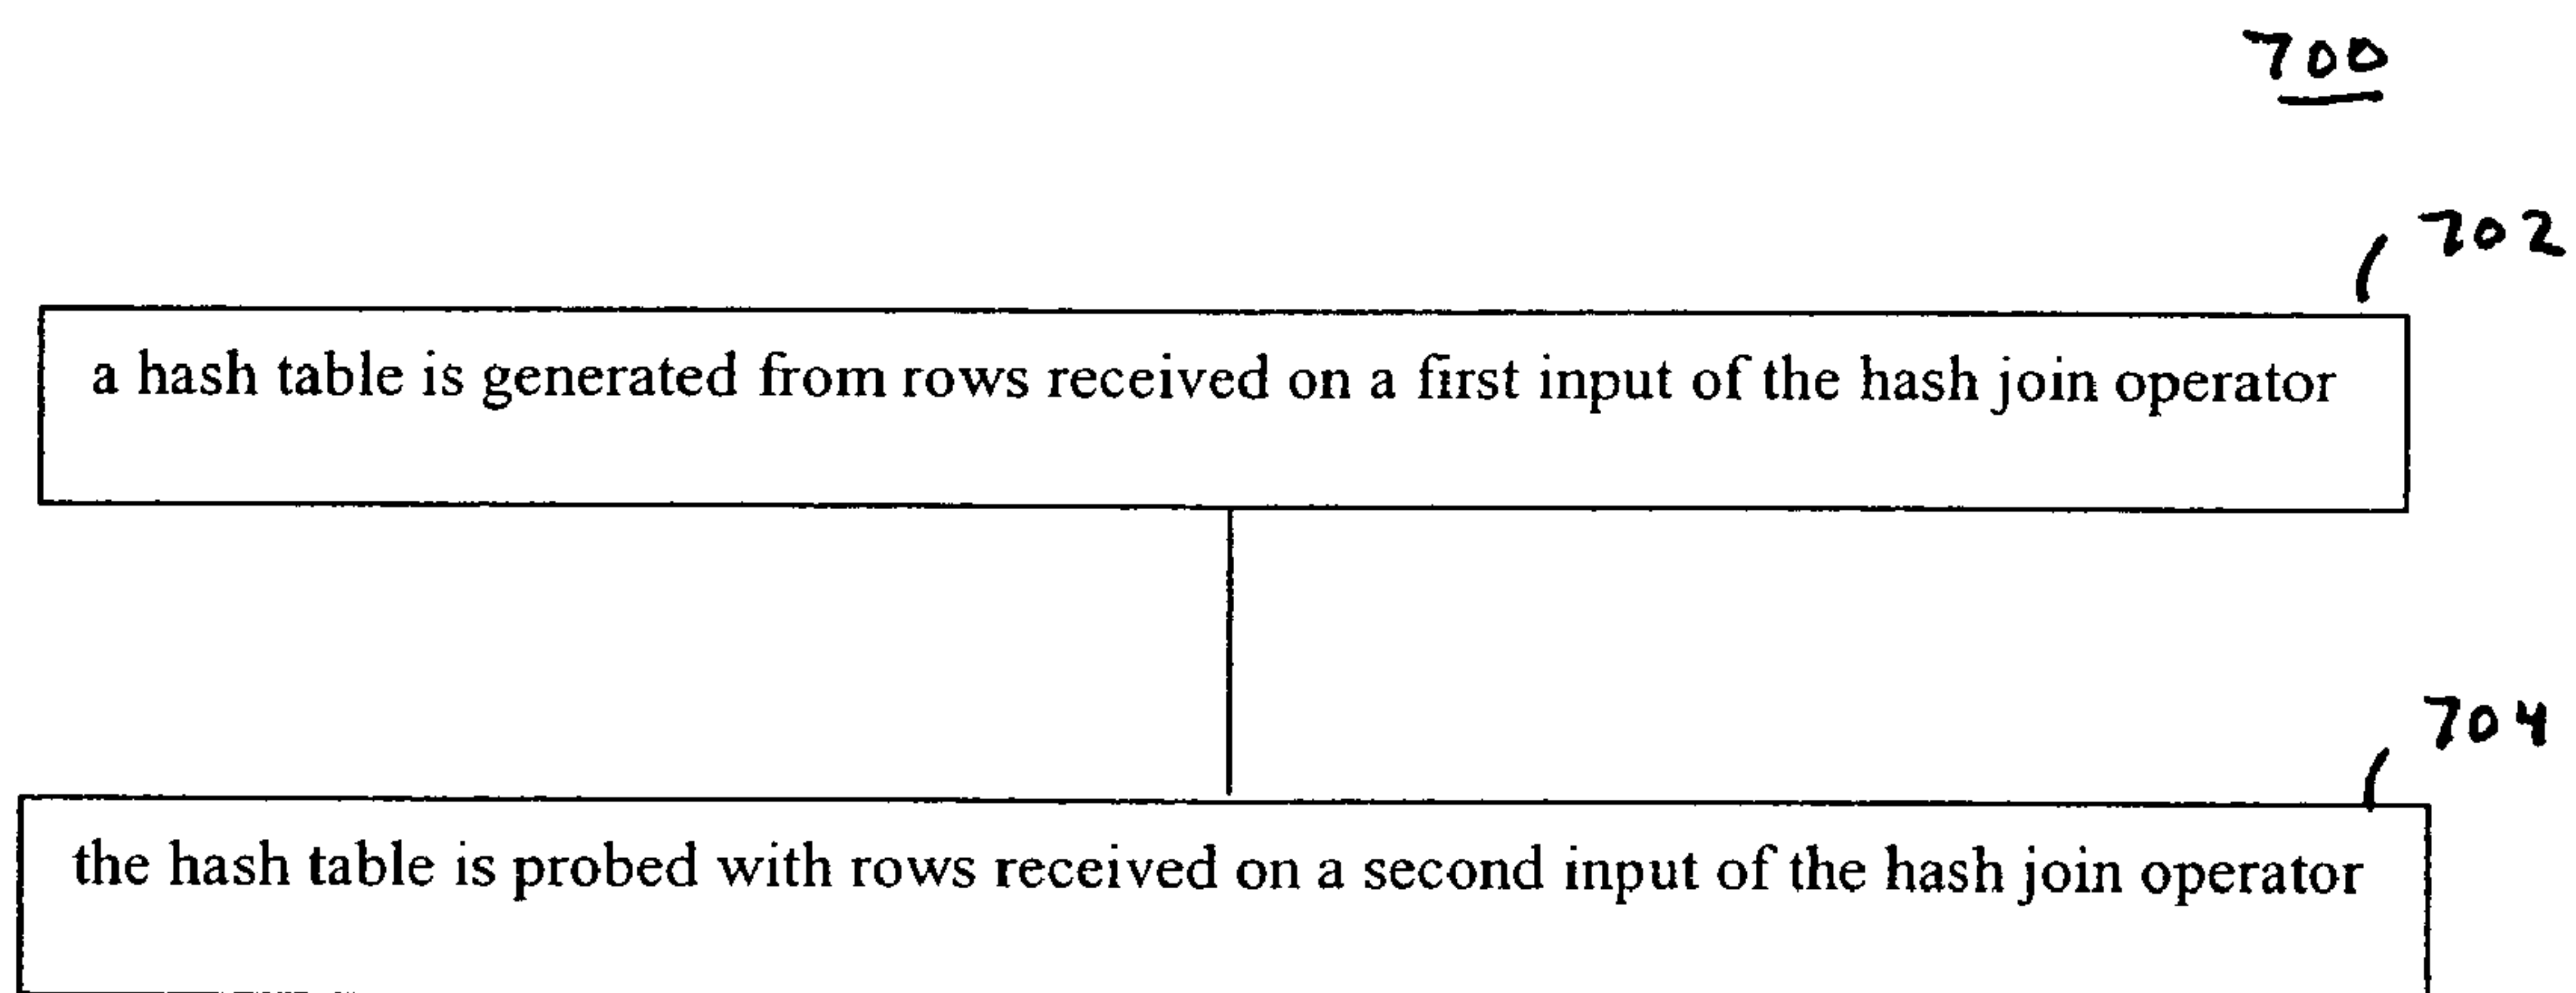 700
702
a hash table is generated from rows received on a first input of the hash join operator
704
the hash table is probed with rows received on a second input of the hash join operator